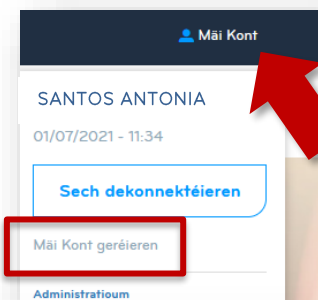 Mäi Kont
SANTOS ANTONIA
01/07/2021 - 11:34
Sech dekonnektéieren
Mäi Kont geréieren
Administratioun